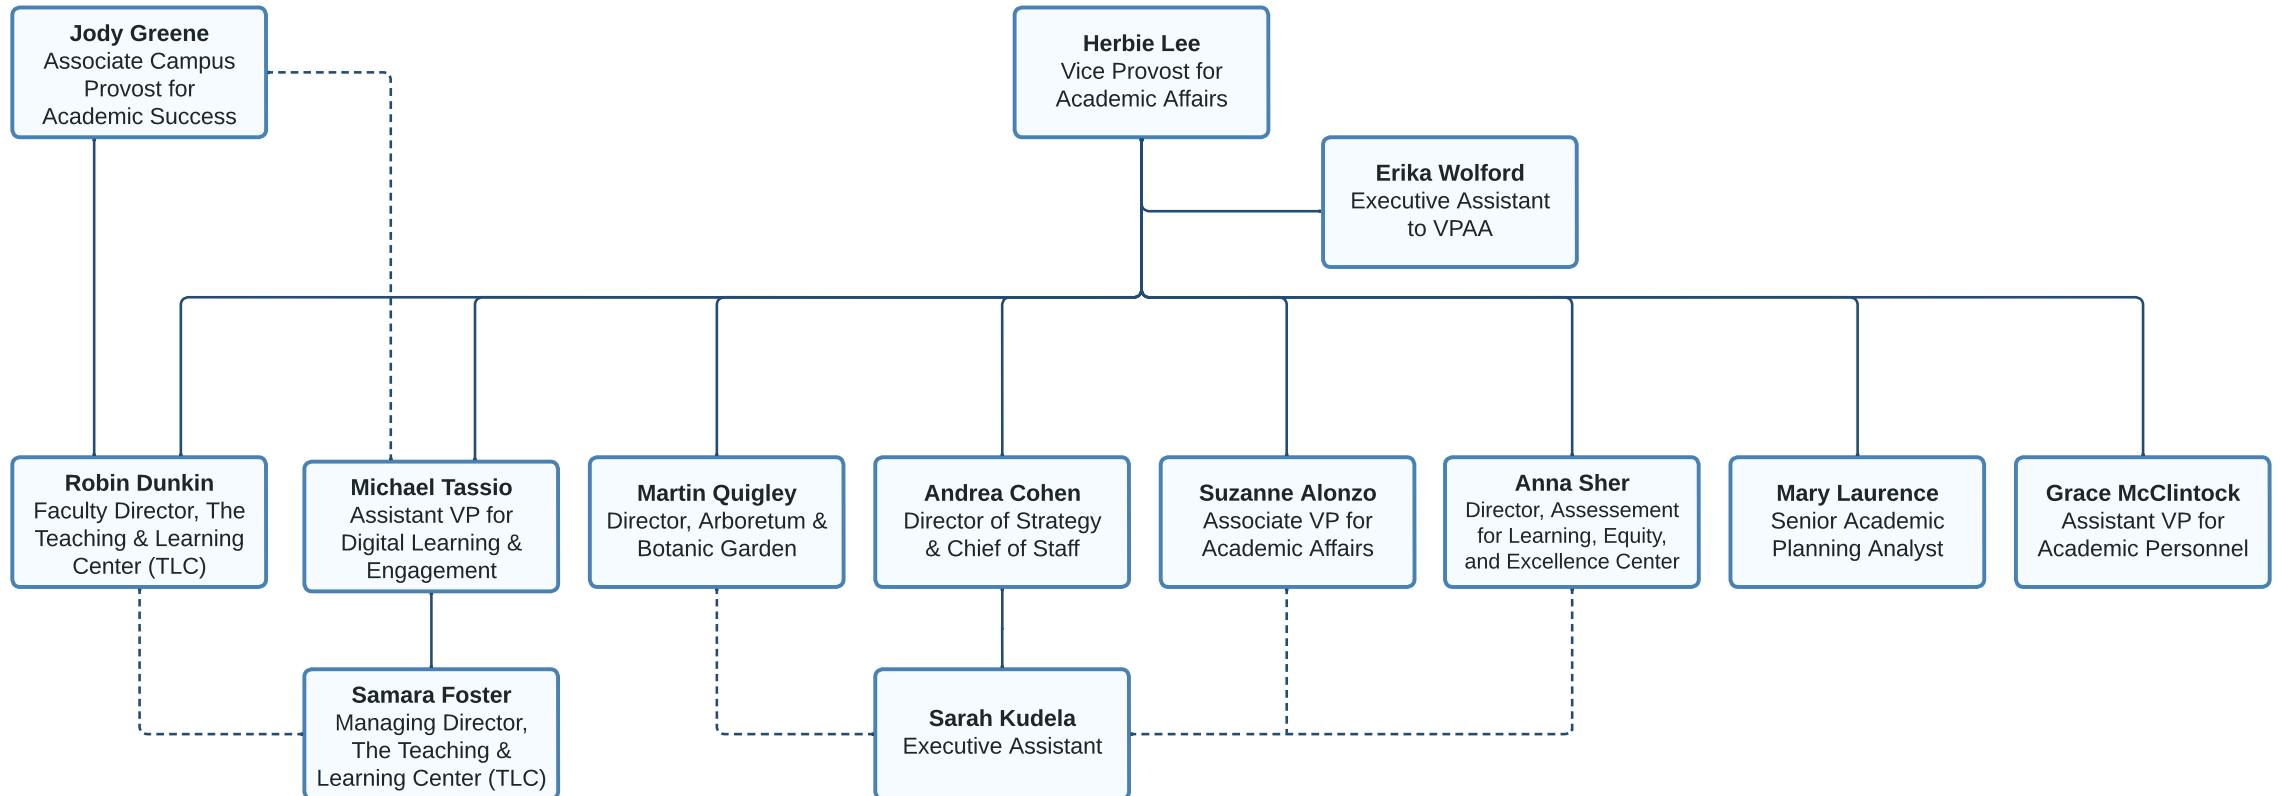 Jody Greene
Associate Campus
Provost for
Academic Success
Herbie Lee
Vice Provost for
Academic Affairs
Erika Wolford
Executive Assistant
to VPAA
Robin Dunkin
Faculty Director, The
Teaching & Learning
Center (TLC)
Michael Tassio
Assistant VP for
Digital Learning &
Engagement
Martin Quigley
Director, Arboretum &
Botanic Garden
Andrea Cohen
Director of Strategy
& Chief of Staff
Suzanne Alonzo
Associate VP for
Academic Affairs
Anna Sher
Director, Assessement
for Learning, Equity,
and Excellence Center
Mary Laurence
Senior Academic
Planning Analyst
Grace McClintock
Assistant VP for
Academic Personnel
Samara Foster
Managing Director,
The Teaching &
Learning Center (TLC)
Sarah Kudela
Executive Assistant